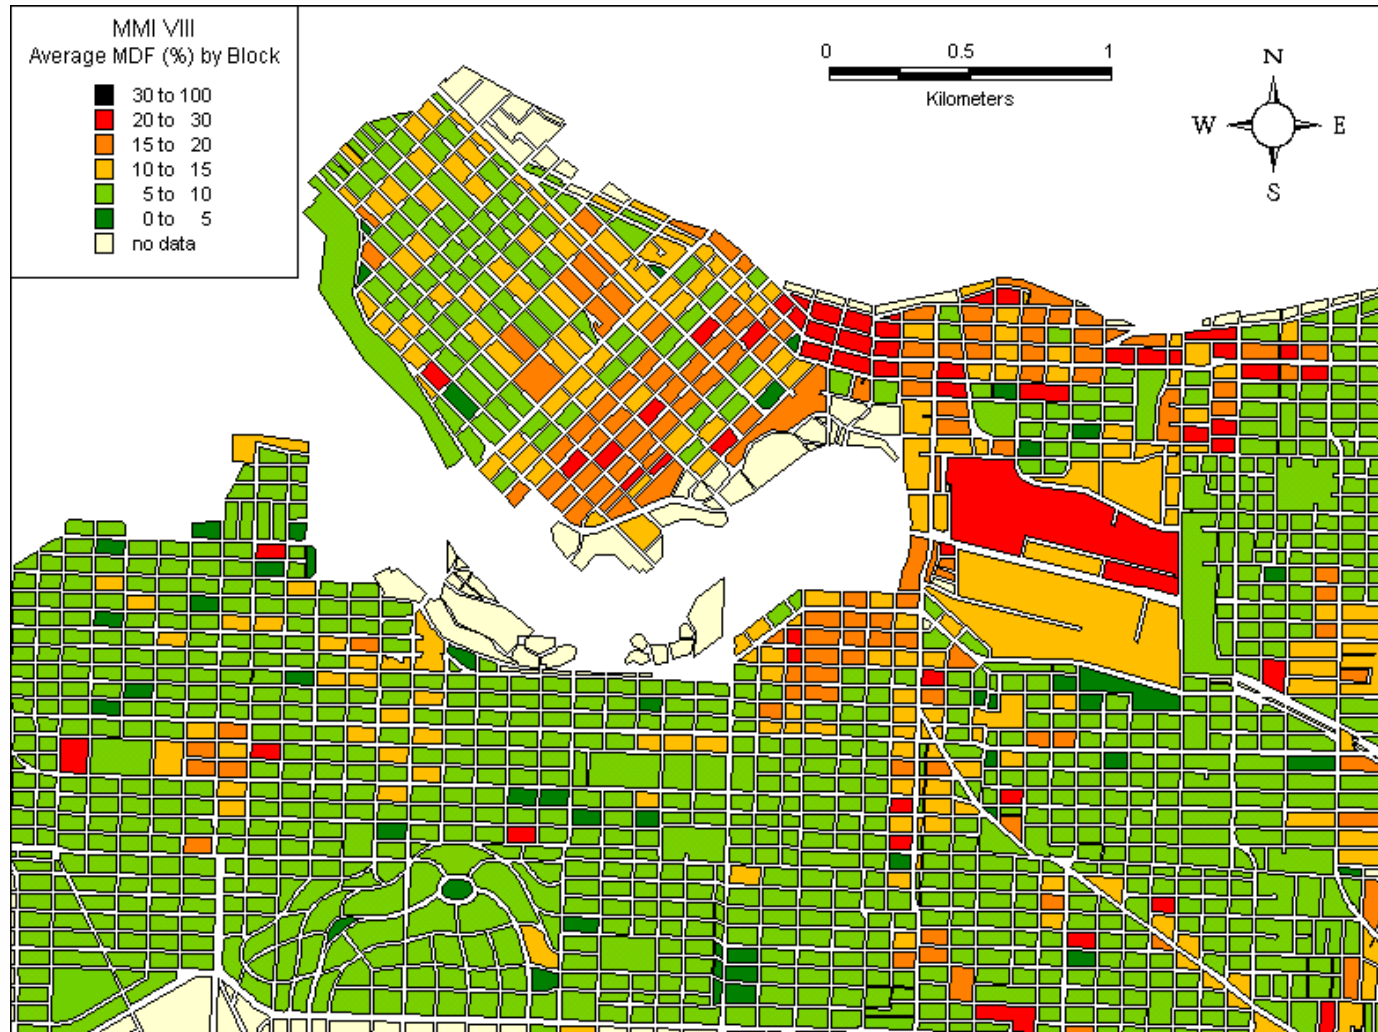 MMI VIII
Average MDF (%) by Block
30 to 100
20 to 30
15 to 20
10 to 15
5 to 10
0 to 5
no data
0 0.5 1
Kilometers
N
W E
S